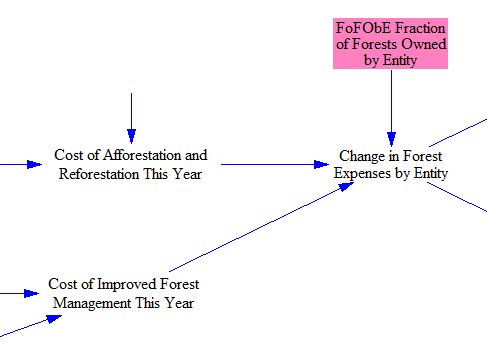 FoFObE Fraction
of Forests Owned
by Entity
Cost of Afforestation and
Reforestation This Year
Change in Forest
Expenses by Entity
Cost of Improved Forest
Management This Year